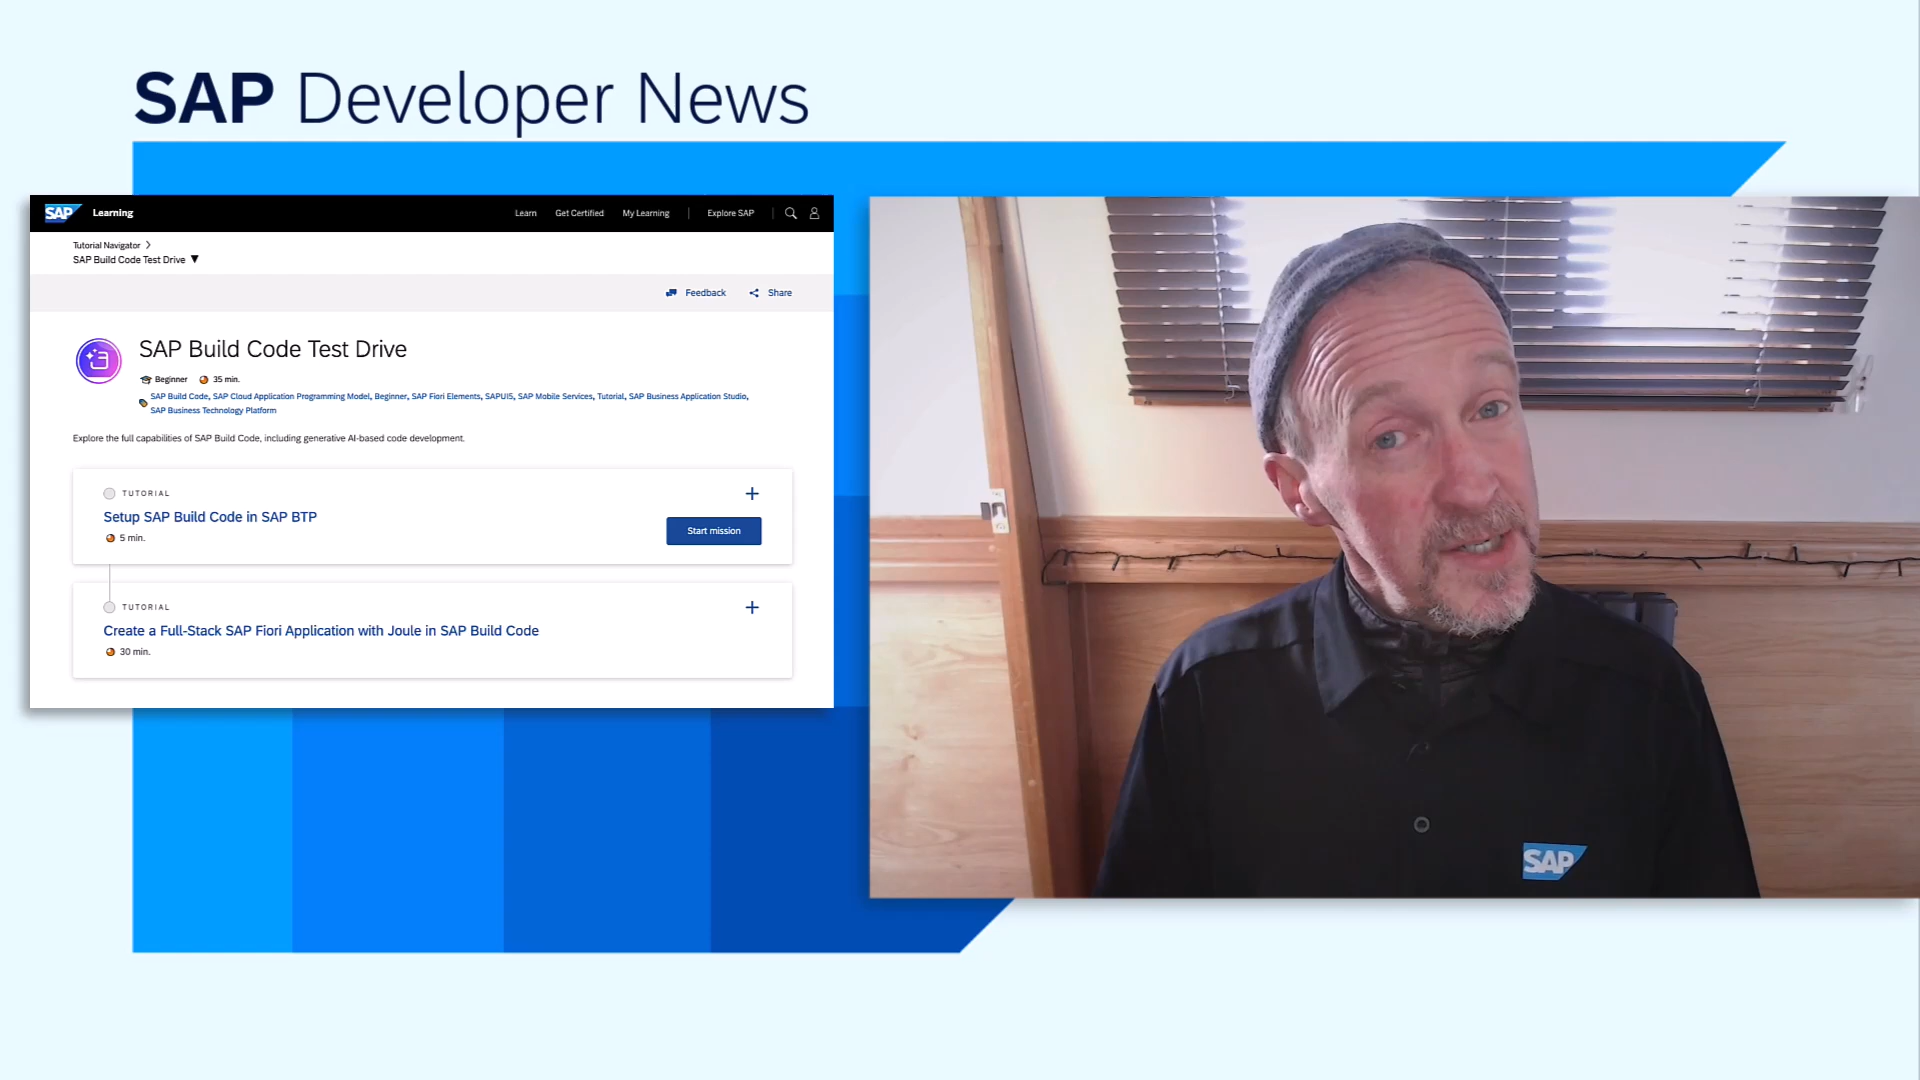 SAP Developer News
SAP Learning
Learn Get Certified My Learning Explore SAP
Tutorial Navigator
SAP Build Code Test Drive
Feedback Share
SAP Build Code Test Drive
Beginner 35 min.
SAP Build Code, SAP Cloud Application Programming Model, Beginner, SAP Fiori Elements, SAPUI5, SAP Mobile Services, Tutorial, SAP Business Application Studio,
SAP Business Technology Platform
Explore the full capabilities of SAP Build Code, including generative AI-based code development.
TUTORIAL
Setup SAP Build Code in SAP BTP
Start mission
5 min.
TUTORIAL
Create a Full-Stack SAP Fiori Application with Joule in SAP Build Code
30 min.
SAP